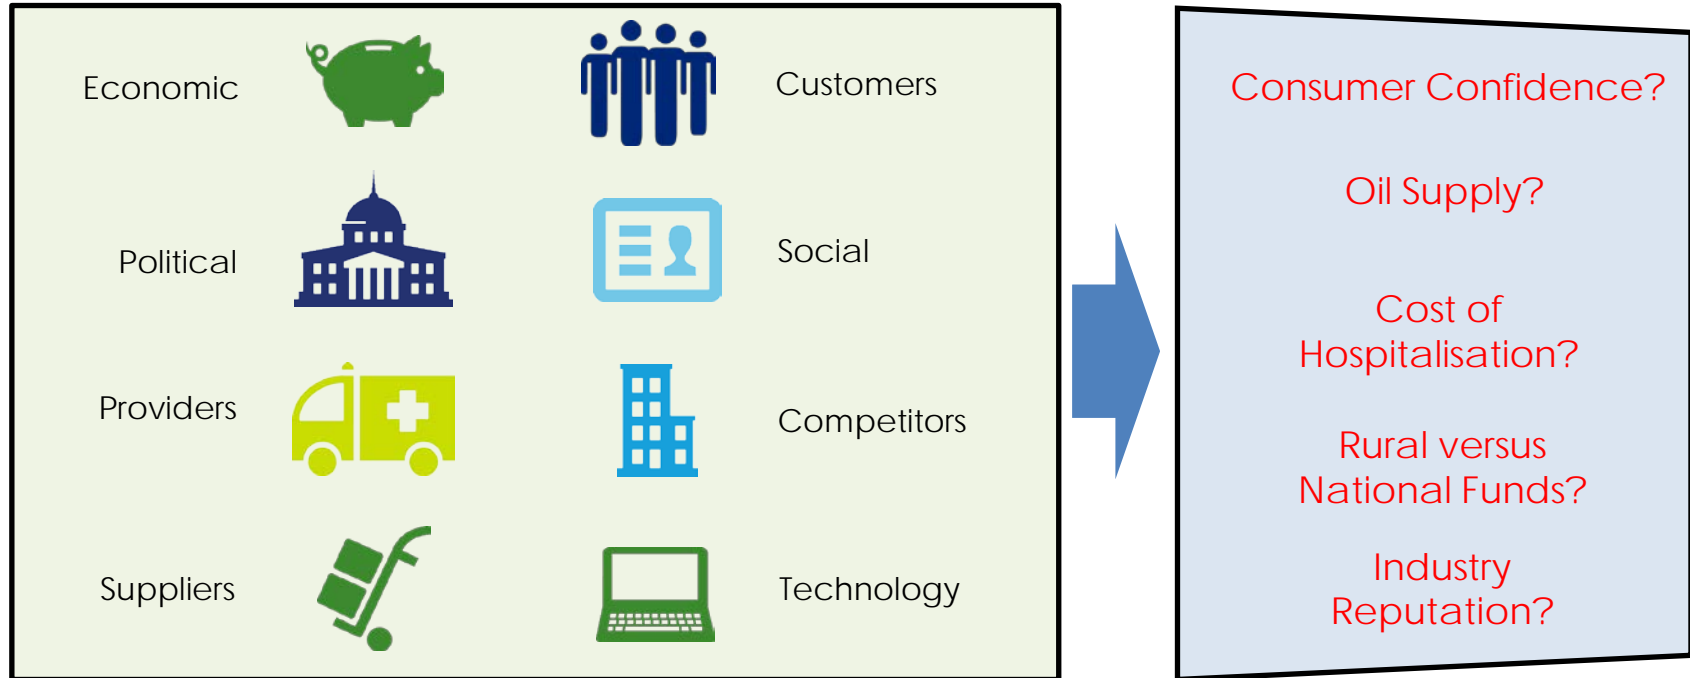 Economic
Customers
Political
Social
Providers
Competitors
Suppliers
Technology
Consumer Confidence?
Oil Supply?
Cost of
Hospitalisation?
Rural versus
National Funds?
Industry
Reputation?